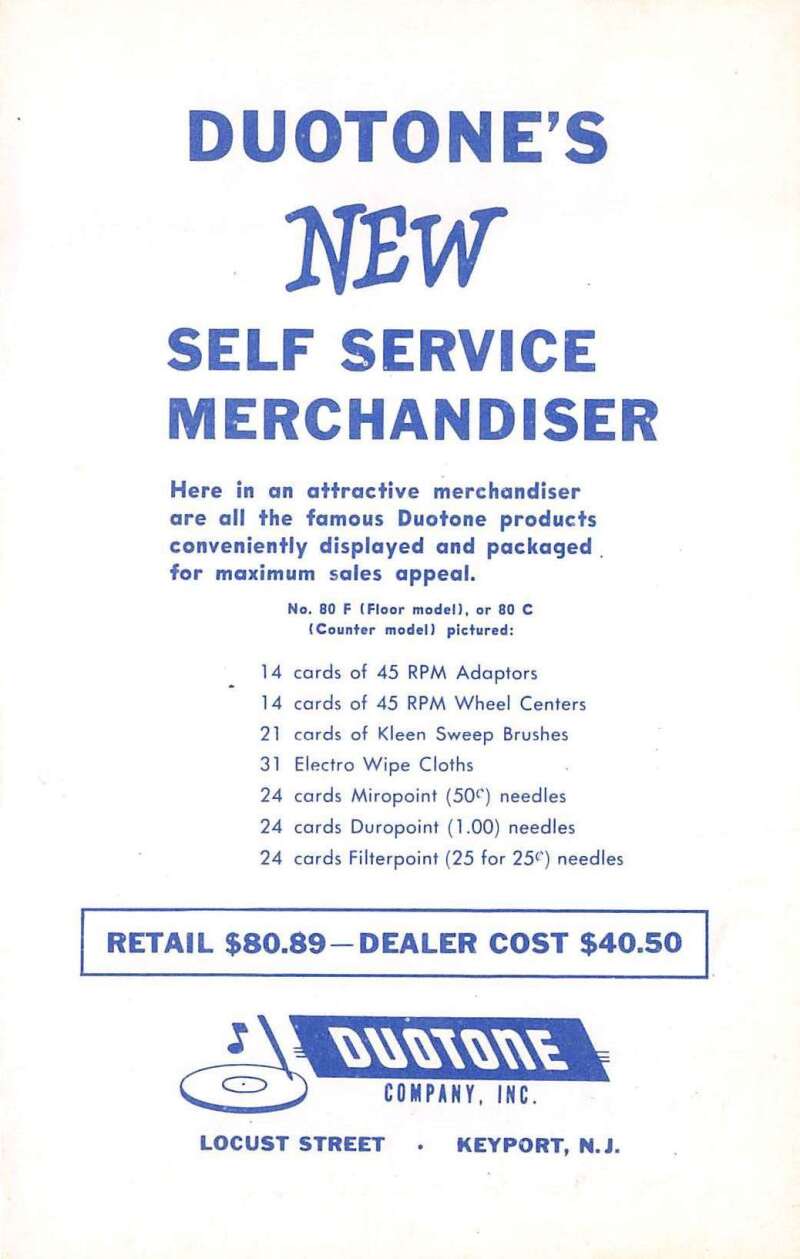 DUOTONE'S
NEW
SELF SERVICE
MERCHANDISER
Here in an attractive merchandiser
are all the famous Duotone products
conveniently displayed and packaged
for maximum sales appeal.
No. 80 F (Floor model), or 80 C
(Counter model) pictured:
14 cards of 45 RPM Adaptors
14 cards of 45 RPM Wheel Centers
21 cards of Kleen Sweep Brushes
31 Electro Wipe Cloths
24 cards Miropoint (50¢) needles
24 cards Duropoint (1.00) needles
24 cards Filterpoint (25 for 25¢) needles
RETAIL $80.89—DEALER COST $40.50
DUOTONE
COMPANY, INC.
LOCUST STREET · KEYPORT, N.J.